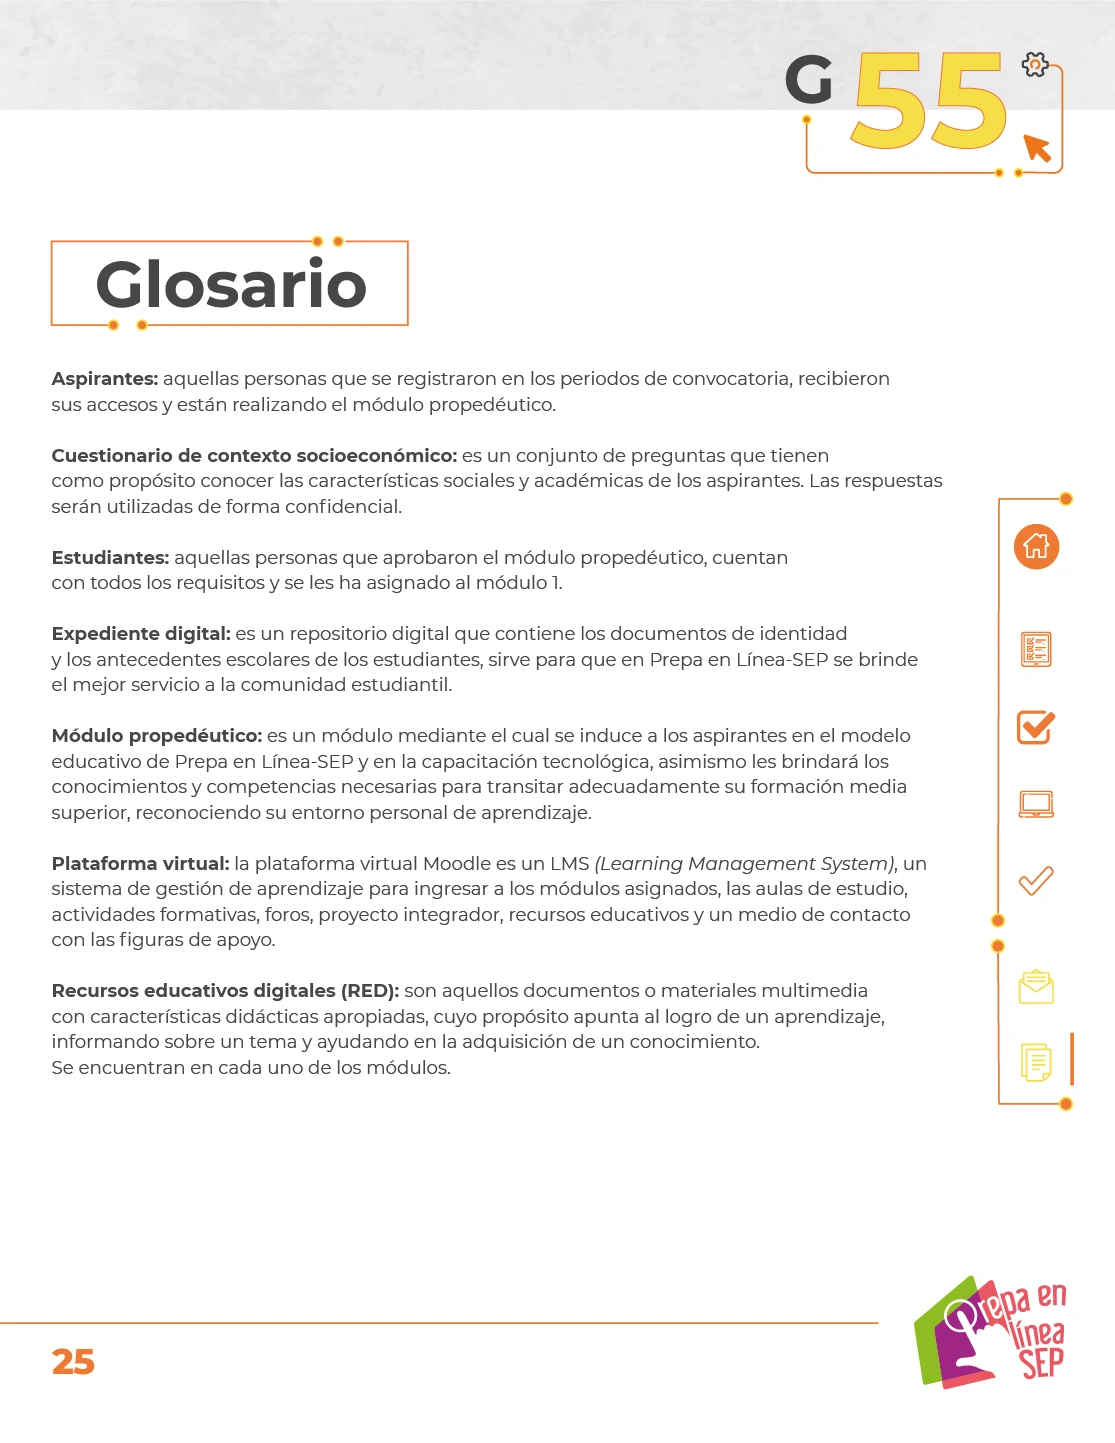 G 55
Glosario
Aspirantes: aquellas personas que se registraron en los periodos de convocatoria, recibieron
sus accesos y están realizando el módulo propedéutico.
Cuestionario de contexto socioeconómico: es un conjunto de preguntas que tienen
como propósito conocer las características sociales y académicas de los aspirantes. Las respuestas
serán utilizadas de forma confidencial.
Estudiantes: aquellas personas que aprobaron el módulo propedéutico, cuentan
con todos los requisitos y se les ha asignado al módulo 1.
Expediente digital: es un repositorio digital que contiene los documentos de identidad
y los antecedentes escolares de los estudiantes, sirve para que en Prepa en Línea-SEP se brinde
el mejor servicio a la comunidad estudiantil.
Módulo propedéutico: es un módulo mediante el cual se induce a los aspirantes en el modelo
educativo de Prepa en Línea-SEP y en la capacitación tecnológica, asimismo les brindará los
conocimientos y competencias necesarias para transitar adecuadamente su formación media
superior, reconociendo su entorno personal de aprendizaje.
Plataforma virtual: la plataforma virtual Moodle es un LMS (Learning Management System), un
sistema de gestión de aprendizaje para ingresar a los módulos asignados, las aulas de estudio,
actividades formativas, foros, proyecto integrador, recursos educativos y un medio de contacto
con las figuras de apoyo.
Recursos educativos digitales (RED): son aquellos documentos o materiales multimedia
con características didácticas apropiadas, cuyo propósito apunta al logro de un aprendizaje,
informando sobre un tema y ayudando en la adquisición de un conocimiento.
Se encuentran en cada uno de los módulos.
25
Prepa en
línea
SEP